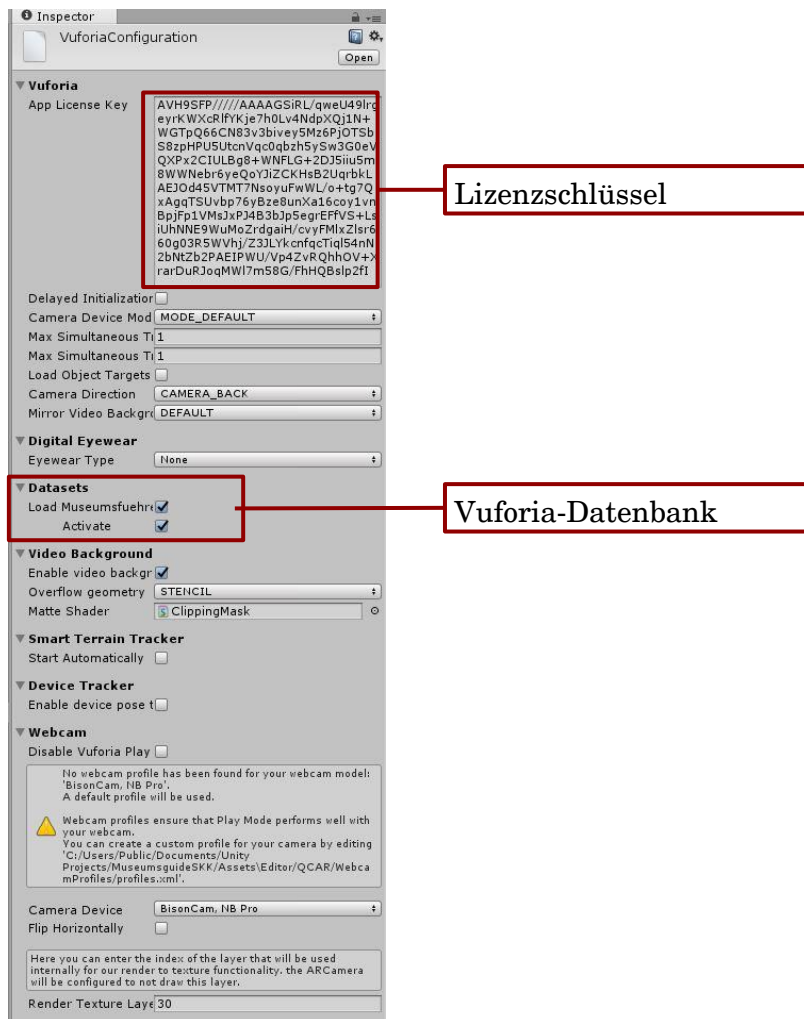 Inspector
VuforiaConfiguration
Open
Vuforia
App License Key
AVH9SFP/////AAAAGSiRL/qweU49lrg
eyrKWXcRlfYKje7h0Lv4NdpXQj1N+
WGTpQ66CN83v3bivey5Mz6PjOTSb
S8zpHPU5UtcnVqc0qbzh5ySw3G0eV
QXPx2CIULBg8+WNFLG+2DJ5iiu5m
8WWNebr6yeQoYJiZCKHsB2UqrbkL
AEJOd45VTMT7NsoyuFwWL/o+tg7Q
xAgqTSUvbp76yBze8unXa16coy1vn
BpjFp1VMsJxPJ4B3bJp5egrEffVS+Ls
iUhNNE9WuMoZrdgaiH/cvyFMlxZlsr6
60g03R5WVhj/Z3JLYkcnfqcTiql54nN
2bNtZb2PAEIPWU/Vp4ZvRQhhOV+X
rarDuRJoqMWl7m58G/FhHQBslp2fI
Lizenzschlüssel
Delayed Initialization
Camera Device Mod MODE_DEFAULT
Max Simultaneous Tr 1
Max Simultaneous Tr 1
Load Object Targets
Camera Direction CAMERA_BACK
Mirror Video Backgro DEFAULT
Digital Eyewear
Eyewear Type None
Datasets
Load Museumsfuehre
Activate
Vuforia-Datenbank
Video Background
Enable video backgr
Overflow geometry STENCIL
Matte Shader ClippingMask
Smart Terrain Tracker
Start Automatically
Device Tracker
Enable device pose t
Webcam
Disable Vuforia Play
No webcam profile has been found for your webcam model:
'BisonCam, NB Pro'.
A default profile will be used.
Webcam profiles ensure that Play Mode performs well with
your webcam.
You can create a custom profile for your camera by editing
'C:/Users/Public/Documents/Unity
Projects/MuseumsguideSKK/Assets\Editor/QCAR/Webca
mProfiles/profiles.xml'.
Camera Device BisonCam, NB Pro
Flip Horizontally
Here you can enter the index of the layer that will be used
internally for our render to texture functionality. the ARCamera
will be configured to not draw this layer.
Render Texture Laye 30